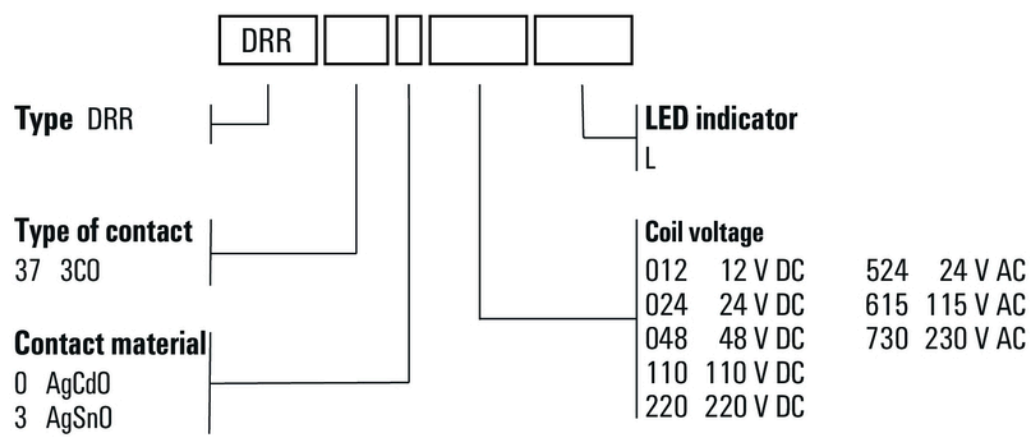 DRR
Type DRR
LED indicator
L
Type of contact
37 3CO
Contact material
0 AgCdO
3 AgSnO
Coil voltage
012 12 V DC 524 24 V AC
024 24 V DC 615 115 V AC
048 48 V DC 730 230 V AC
110 110 V DC
220 220 V DC